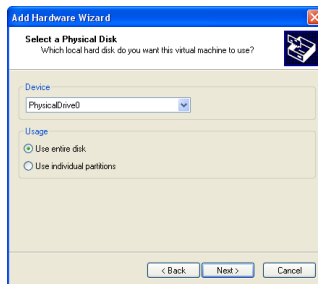 Add Hardware Wizard
Select a Physical Disk
Which local hard disk do you want this virtual machine to use?
Device
PhysicalDrive0
Usage
Use entire disk
Use individual partitions
< Back
Next >
Cancel